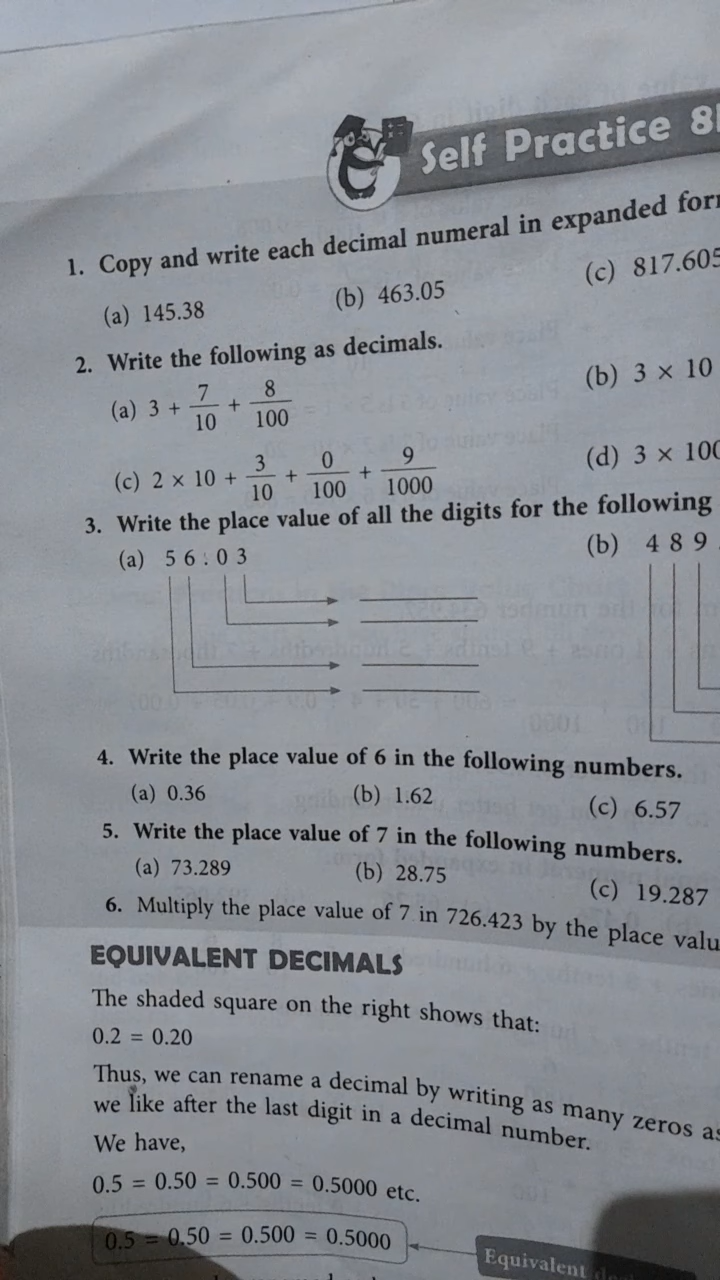 Self Practice 8
1. Copy and write each decimal numeral in expanded
(a) 145.38 (b) 463.05 (c) 817.605
2. Write the following as decimals.
(a) 3 + 7/10 + 8/100 (b) 3 × 10
(c) 2 × 10 + 3/10 + 0/100 + 9/1000 (d) 3 × 100
3. Write the place value of all the digits for the following
(a) 5 6 . 0 3 (b) 4 8 9
4. Write the place value of 6 in the following numbers.
(a) 0.36 (b) 1.62 (c) 6.57
5. Write the place value of 7 in the following numbers.
(a) 73.289 (b) 28.75 (c) 19.287
6. Multiply the place value of 7 in 726.423 by the place
EQUIVALENT DECIMALS
The shaded square on the right shows that:
0.2 = 0.20
Thus, we can rename a decimal by writing as many zeros as
we like after the last digit in a decimal number.
We have,
0.5 = 0.50 = 0.500 = 0.5000 etc.
0.5 = 0.50 = 0.500 = 0.5000
Equivalent